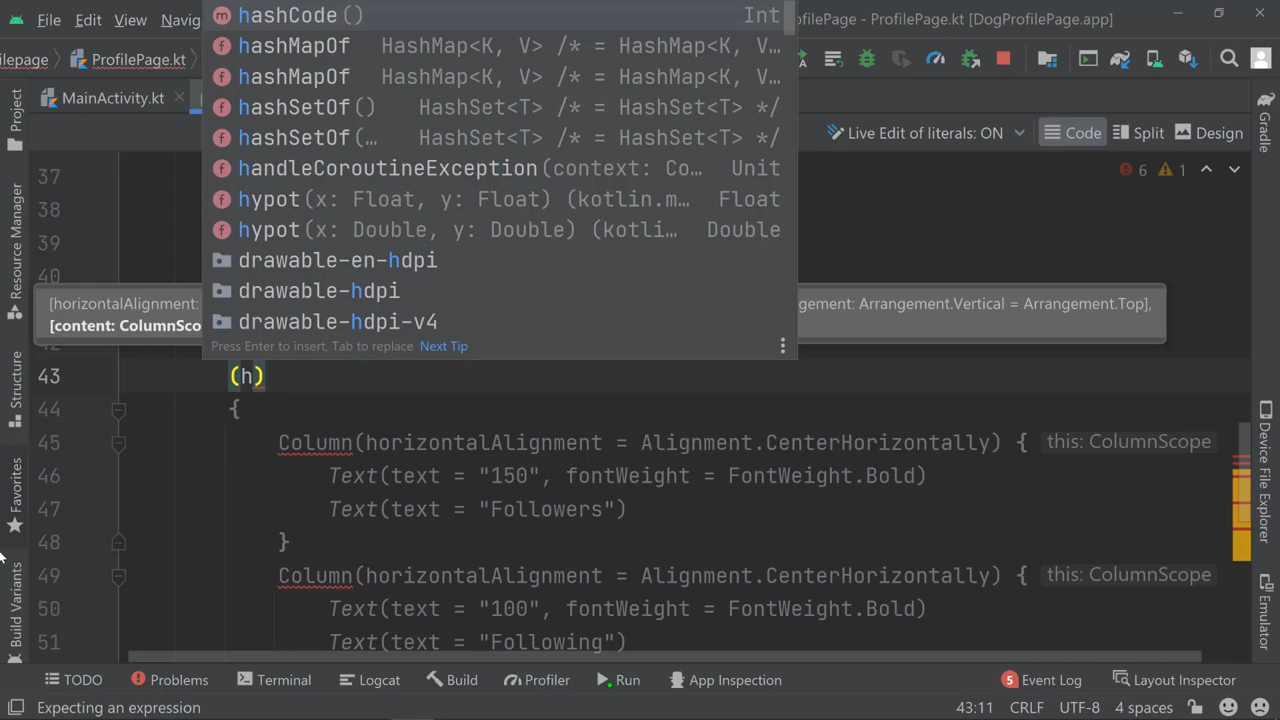 File Edit View Navig
ofilePage - ProfilePage.kt [DogProfilePage.app]
hashCode() Int
hashMapOf HashMap<K, V> /* = HashMap<K, V…
hashMapOf HashMap<K, V> /* = HashMap<K, V…
hashSetOf() HashSet<T> /* = HashSet<T> */
hashSetOf(… HashSet<T> /* = HashSet<T> */
handleCoroutineException(context: Co… Unit
hypot(x: Float, y: Float) (kotlin.m… Float
hypot(x: Double, y: Double) (kotli… Double
drawable-en-hdpi
drawable-hdpi
drawable-hdpi-v4
Press Enter to insert, Tab to replace Next Tip
filepage ProfilePage.kt
MainActivity.kt
Live Edit of literals: ON Code Split Design
6 1
37
38
39
40
[horizontalAlignment: ngement: Arrangement.Vertical = Arrangement.Top],
[content: ColumnSco
43 (h)
44 {
45 Column(horizontalAlignment = Alignment.CenterHorizontally) { this: ColumnScope
46 Text(text = "150", fontWeight = FontWeight.Bold)
47 Text(text = "Followers")
48 }
49 Column(horizontalAlignment = Alignment.CenterHorizontally) { this: ColumnScope
50 Text(text = "100", fontWeight = FontWeight.Bold)
51 Text(text = "Following")
Project
Resource Manager
Structure
Favorites
Build Variants
Gradle
Device File Explorer
Emulator
TODO Problems Terminal Logcat Build Profiler Run App Inspection 5 Event Log Layout Inspector
Expecting an expression 43:11 CRLF UTF-8 4 spaces